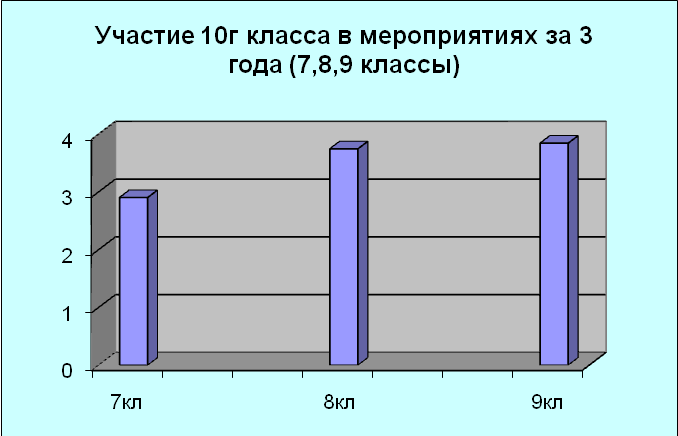 Участие 10г класса в мероприятиях за 3
года (7,8,9 классы)
4
3
2
1
0
7кл 8кл 9кл